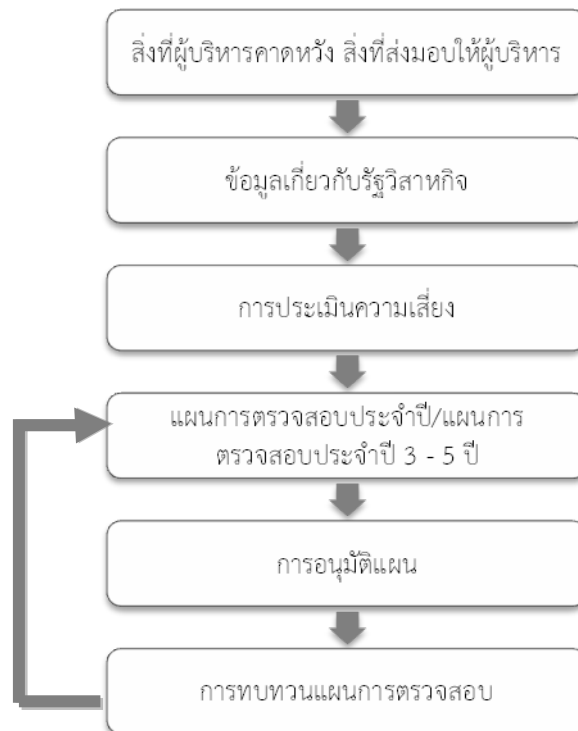 สิ่งที่ผู้บริหารคาดหวัง สิ่งที่ส่งมอบให้ผู้บริหาร
ข้อมูลเกี่ยวกับรัฐวิสาหกิจ
การประเมินความเสี่ยง
แผนการตรวจสอบประจำปี/แผนการ
ตรวจสอบประจำปี 3 - 5 ปี
การอนุมัติแผน
การทบทวนแผนการตรวจสอบ